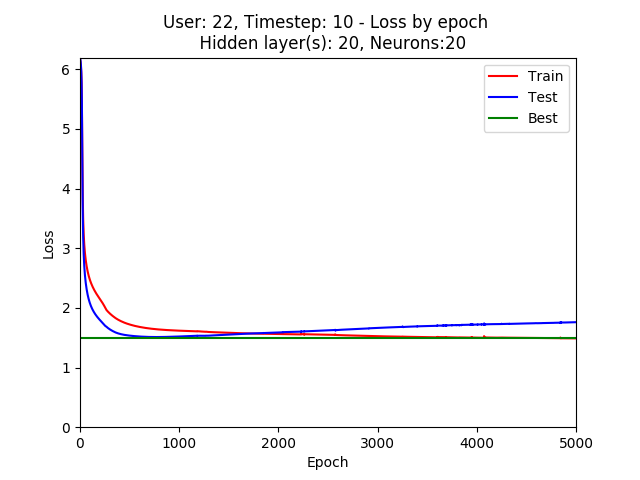 User: 22, Timestep: 10 - Loss by epoch
Hidden layer(s): 20, Neurons:20
Train
Test
Best
6
5
4
3
2
1
0
Loss
0 1000 2000 3000 4000 5000
Epoch